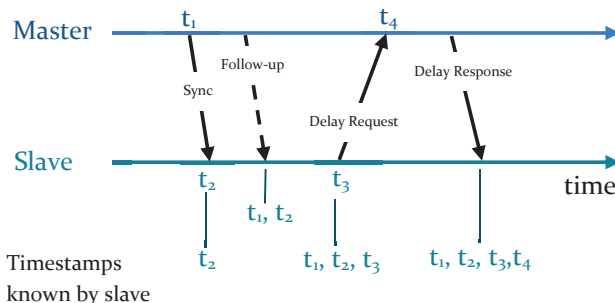 t₁ t₄
Master
Follow-up Delay Response
Sync
Delay Request
Slave
t₂ t₃ time
t₁, t₂
t₂ t₁, t₂, t₃ t₁, t₂, t₃,t₄
Timestamps
known by slave